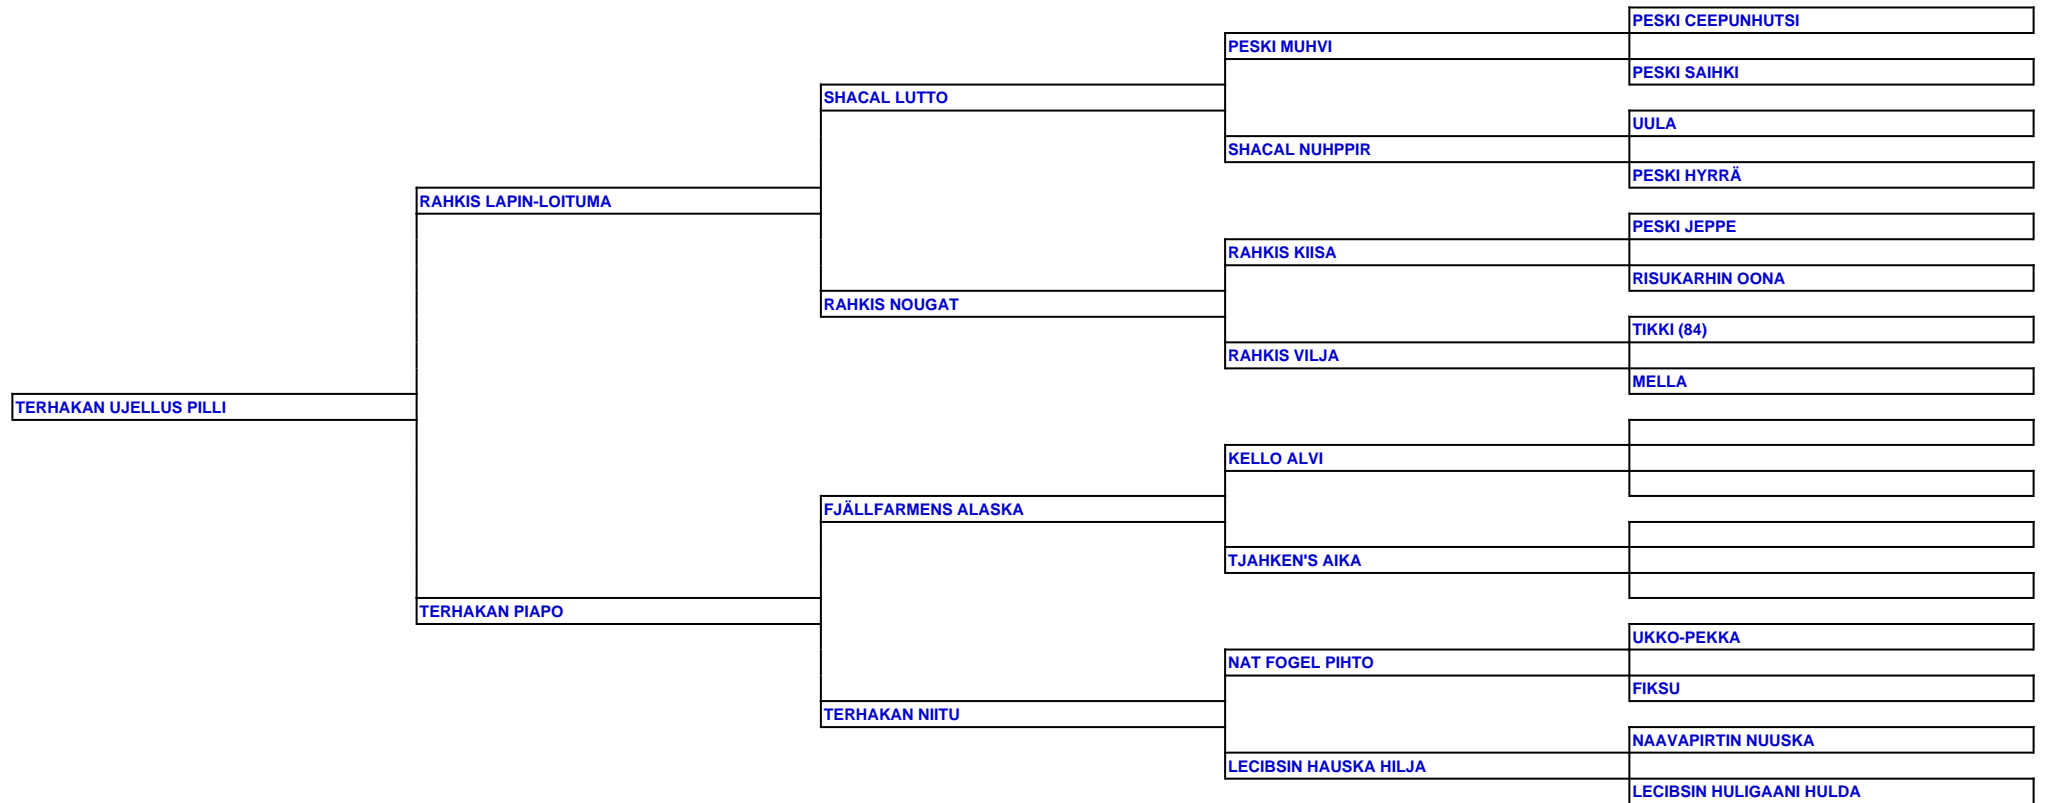 PESKI CEEPUNHUTSI
PESKI MUHVI
PESKI SAIHKI
SHACAL LUTTO
UULA
SHACAL NUHPPIR
PESKI HYRRÄ
RAHKIS LAPIN-LOITUMA
PESKI JEPPE
RAHKIS KIISA
RISUKARHIN OONA
RAHKIS NOUGAT
TIKKI (84)
RAHKIS VILJA
MELLA
TERHAKAN UJELLUS PILLI
KELLO ALVI
FJÄLLFARMENS ALASKA
TJAHKEN'S AIKA
TERHAKAN PIAPO
UKKO-PEKKA
NAT FOGEL PIHTO
FIKSU
TERHAKAN NIITU
NAAVAPIRTIN NUUSKA
LECIBSIN HAUSKA HILJA
LECIBSIN HULIGAANI HULDA